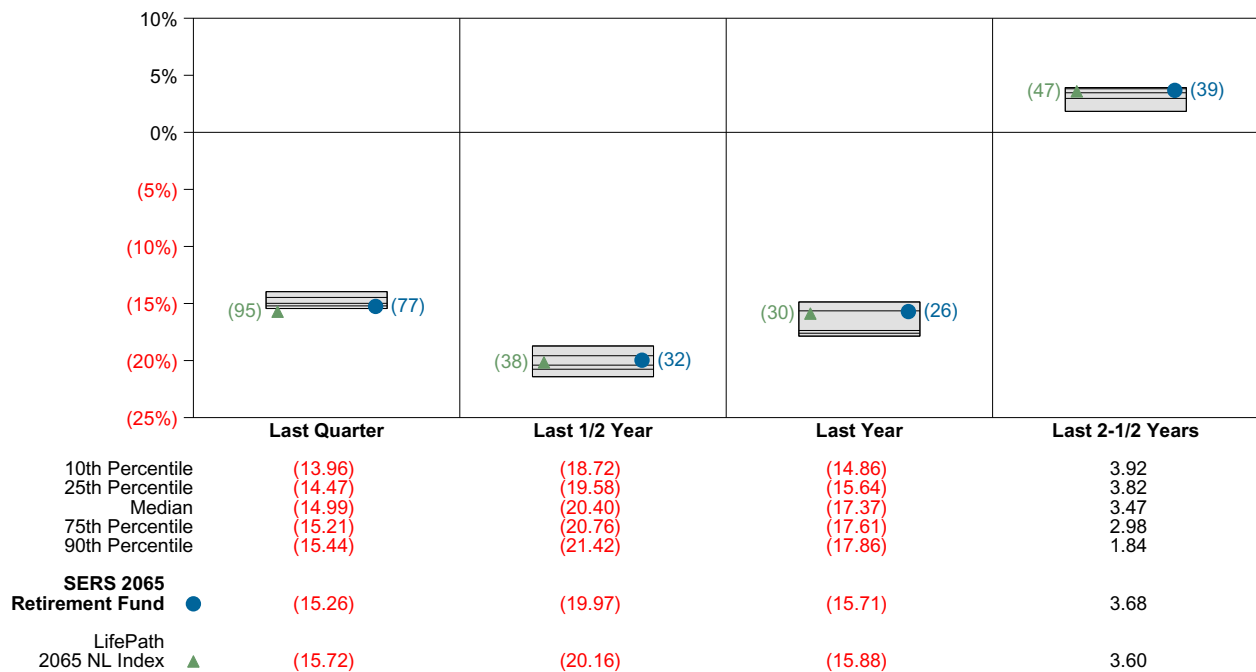 10%
5%
0%
(5%)
(10%)
(15%)
(20%)
(25%)
(95) (77)
(38) (32)
(30) (26)
(47) (39)
Last Quarter Last 1/2 Year Last Year Last 2-1/2 Years
10th Percentile (13.96) (18.72) (14.86) 3.92
25th Percentile (14.47) (19.58) (15.64) 3.82
Median (14.99) (20.40) (17.37) 3.47
75th Percentile (15.21) (20.76) (17.61) 2.98
90th Percentile (15.44) (21.42) (17.86) 1.84
SERS 2065
Retirement Fund (15.26) (19.97) (15.71) 3.68
LifePath
2065 NL Index (15.72) (20.16) (15.88) 3.60